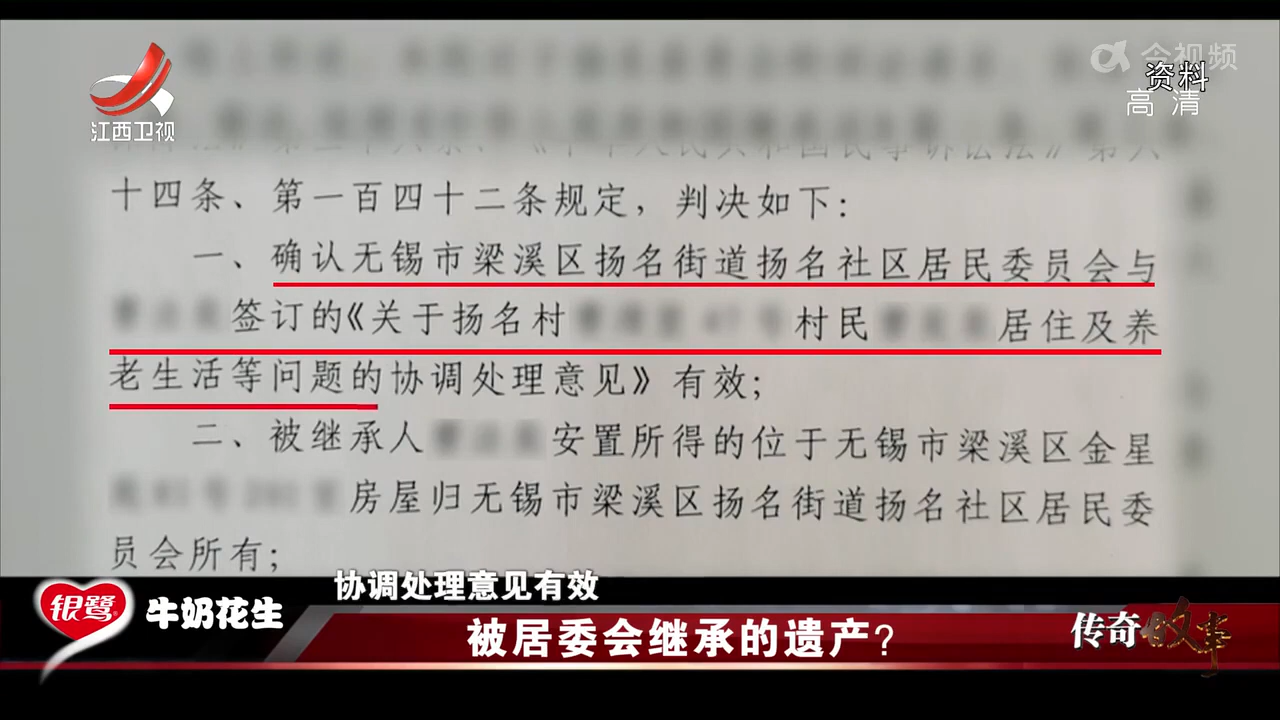 今视频
资料
高清
江西卫视
十四条、第一百四十二条规定，判决如下：
一、确认无锡市梁溪区扬名街道扬名社区居民委员会与
签订的《关于扬名村 村民 居住及养
老生活等问题的协调处理意见》有效；
二、被继承人 安置所得的位于无锡市梁溪区金星
房屋归无锡市梁溪区扬名街道扬名社区居民委
员会所有；
协调处理意见有效
银鹭®
牛奶花生
被居委会继承的遗产？
传奇故事